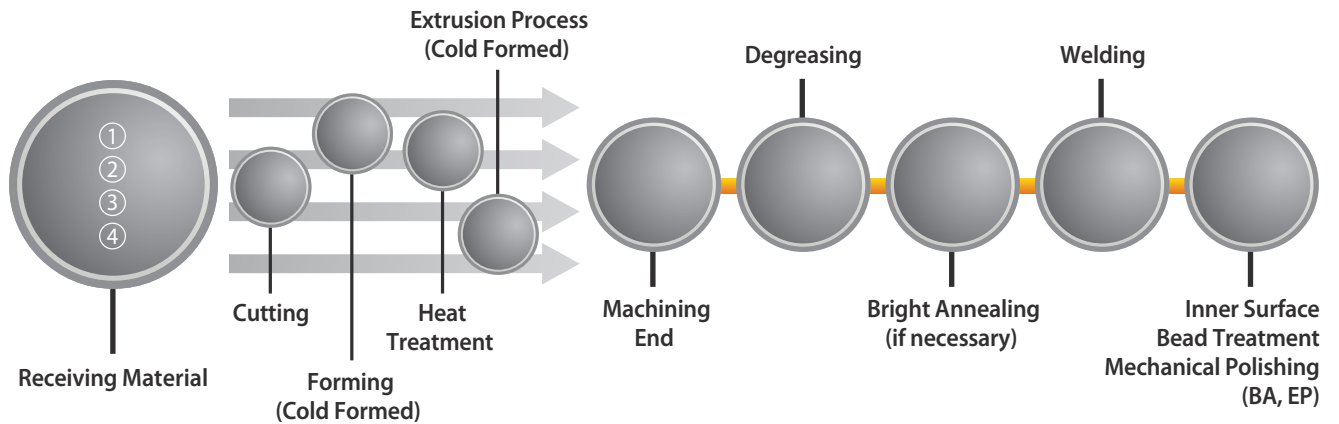 ①
②
③
④
Receiving Material
Cutting
Forming
(Cold Formed)
Heat
Treatment
Extrusion Process
(Cold Formed)
Machining
End
Degreasing
Bright Annealing
(if necessary)
Welding
Inner Surface
Bead Treatment
Mechanical Polishing
(BA, EP)